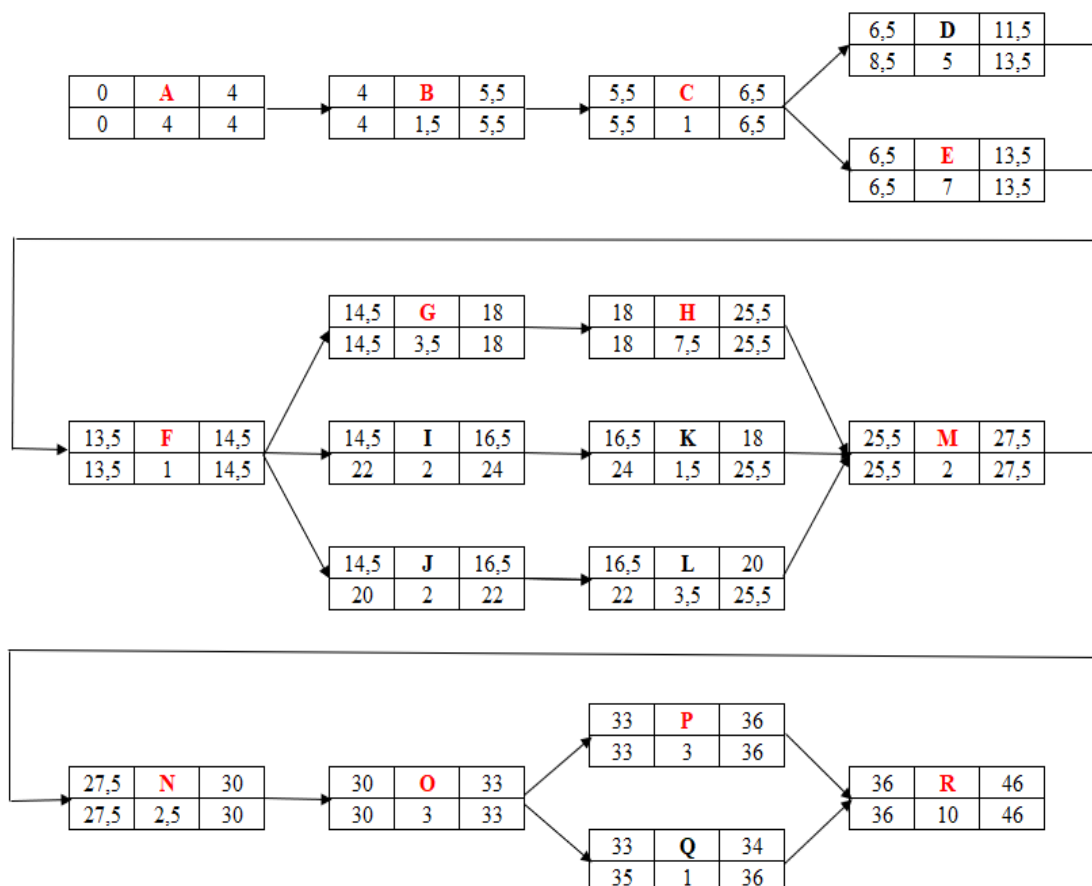 6,5 D 11,5
8,5 5 13,5
0 A 4
0 4 4
4 B 5,5
4 1,5 5,5
5,5 C 6,5
5,5 1 6,5
6,5 E 13,5
6,5 7 13,5
14,5 G 18
14,5 3,5 18
18 H 25,5
18 7,5 25,5
13,5 F 14,5
13,5 1 14,5
14,5 I 16,5
22 2 24
16,5 K 18
24 1,5 25,5
25,5 M 27,5
25,5 2 27,5
14,5 J 16,5
20 2 22
16,5 L 20
22 3,5 25,5
33 P 36
33 3 36
27,5 N 30
27,5 2,5 30
30 O 33
30 3 33
36 R 46
36 10 46
33 Q 34
35 1 36